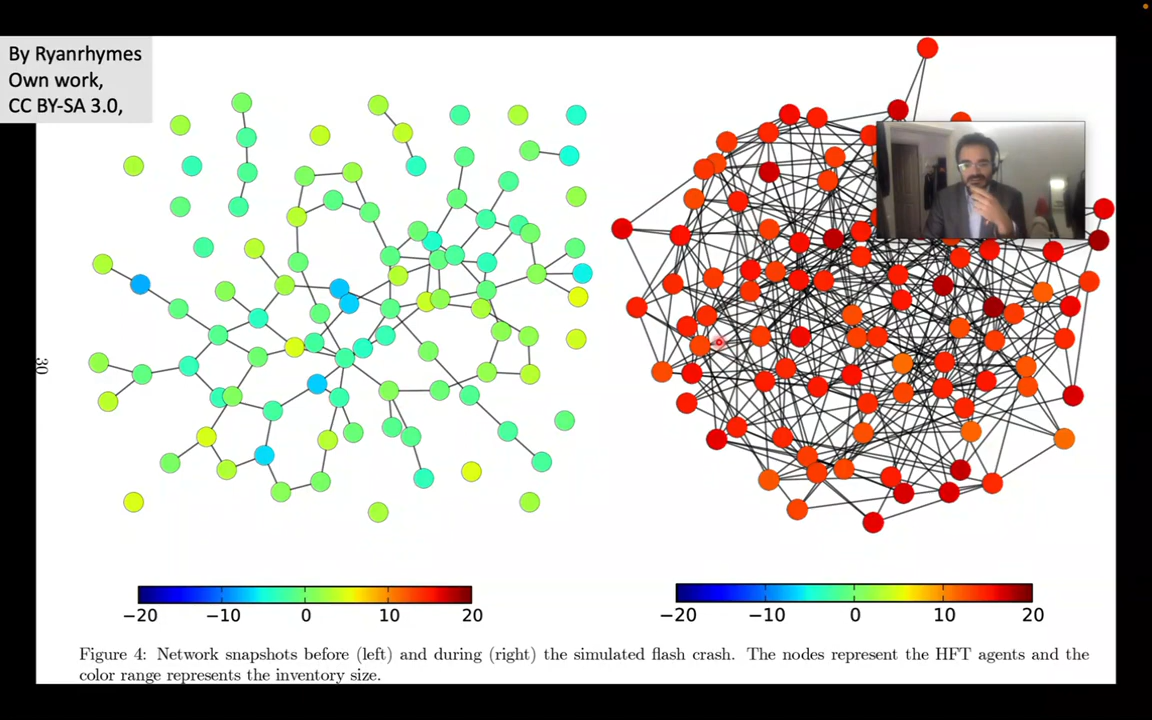 By Ryanrhymes
Own work,
CC BY-SA 3.0,
30
−20 −10 0 10 20
−20 −10 0 10 20
Figure 4: Network snapshots before (left) and during (right) the simulated flash crash. The nodes represent the HFT agents and the
color range represents the inventory size.